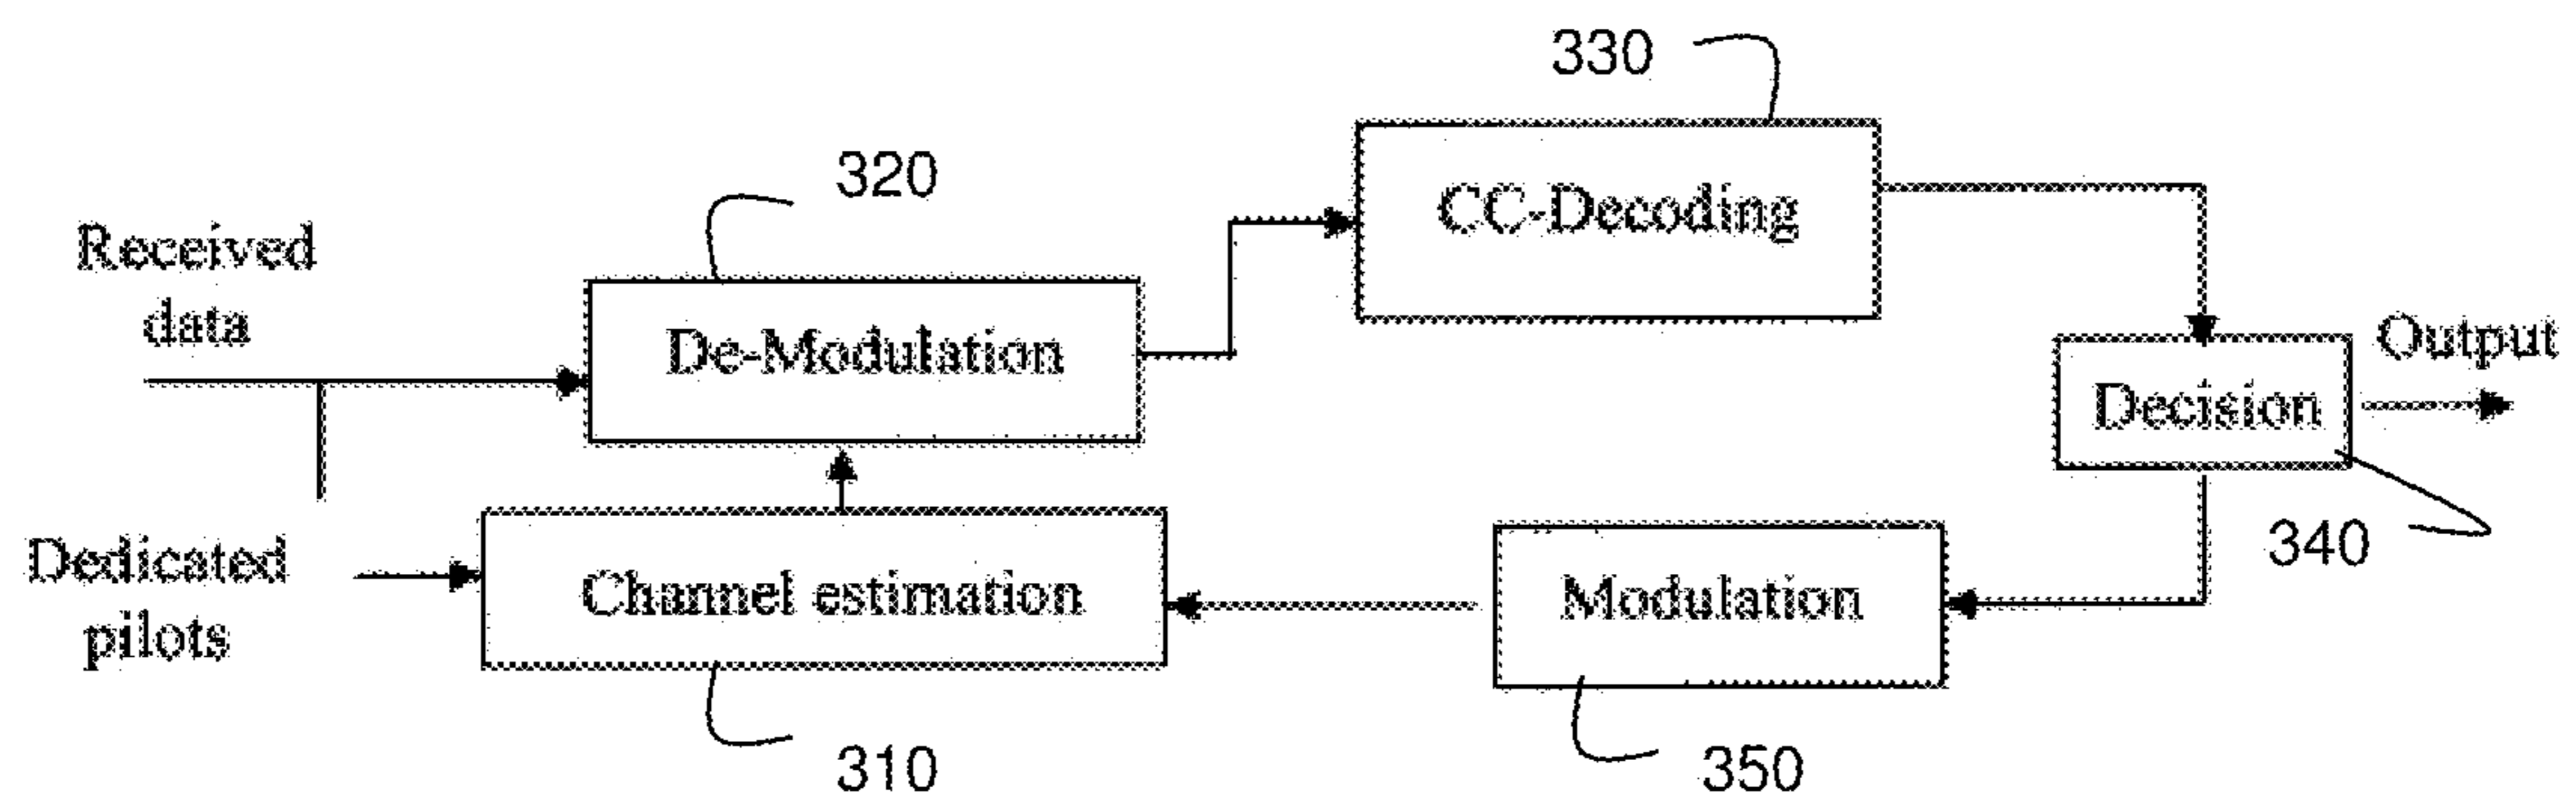 330
320
CC-Decoding
Received
data
De-Modulation
Output
Decision
340
Dedicated
pilots
Channel estimation
Modulation
310
350